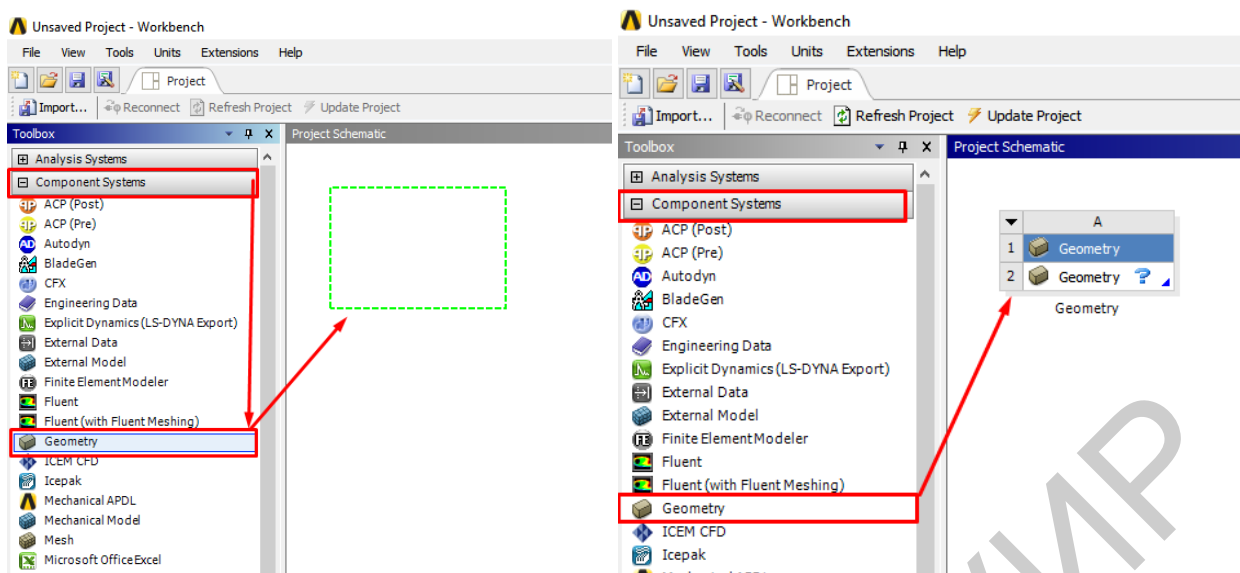 Unsaved Project - Workbench
File View Tools Units Extensions Help
Project
Import... Reconnect Refresh Project Update Project
Toolbox
Project Schematic
Analysis Systems
Component Systems
ACP (Post)
ACP (Pre)
Autodyn
BladeGen
CFX
Engineering Data
Explicit Dynamics (LS-DYNA Export)
External Data
External Model
Finite Element Modeler
Fluent
Fluent (with Fluent Meshing)
Geometry
ICEM CFD
Icepak
Mechanical APDL
Mechanical Model
Mesh
Microsoft Office Excel
Unsaved Project - Workbench
File View Tools Units Extensions Help
Project
Import... Reconnect Refresh Project Update Project
Toolbox
Project Schematic
Analysis Systems
Component Systems
ACP (Post)
ACP (Pre)
Autodyn
BladeGen
CFX
Engineering Data
Explicit Dynamics (LS-DYNA Export)
External Data
External Model
Finite Element Modeler
Fluent
Fluent (with Fluent Meshing)
Geometry
ICEM CFD
Icepak
A
1 Geometry
2 Geometry ?
Geometry